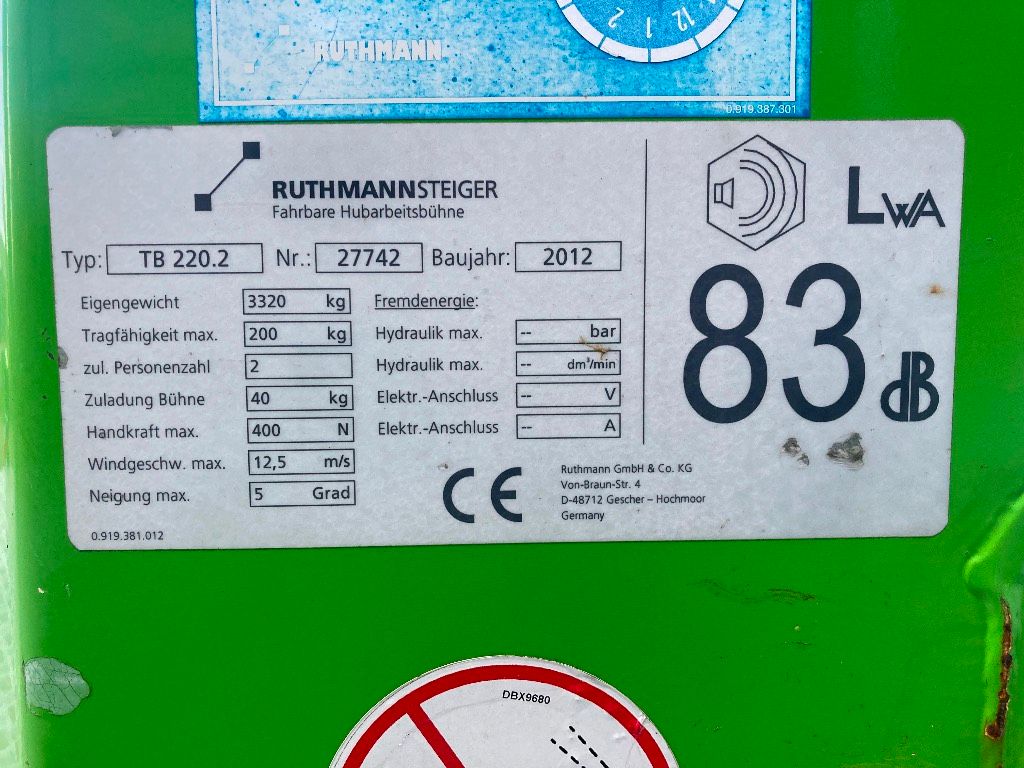 2 1 12
RUTHMANN
0.919.387.301
RUTHMANNSTEIGER
Fahrbare Hubarbeitsbühne
Typ: TB 220.2 Nr.: 27742 Baujahr: 2012
Eigengewicht 3320 kg
Tragfähigkeit max. 200 kg
zul. Personenzahl 2
Zuladung Bühne 40 kg
Handkraft max. 400 N
Windgeschw. max. 12,5 m/s
Neigung max. 5 Grad
0.919.381.012
Fremdenergie:
Hydraulik max. -- bar
Hydraulik max. -- dm³/min
Elektr.-Anschluss -- V
Elektr.-Anschluss -- A
CE
Ruthmann GmbH & Co. KG
Von-Braun-Str. 4
D-48712 Gescher – Hochmoor
Germany
LWA
83 dB
DBX9680